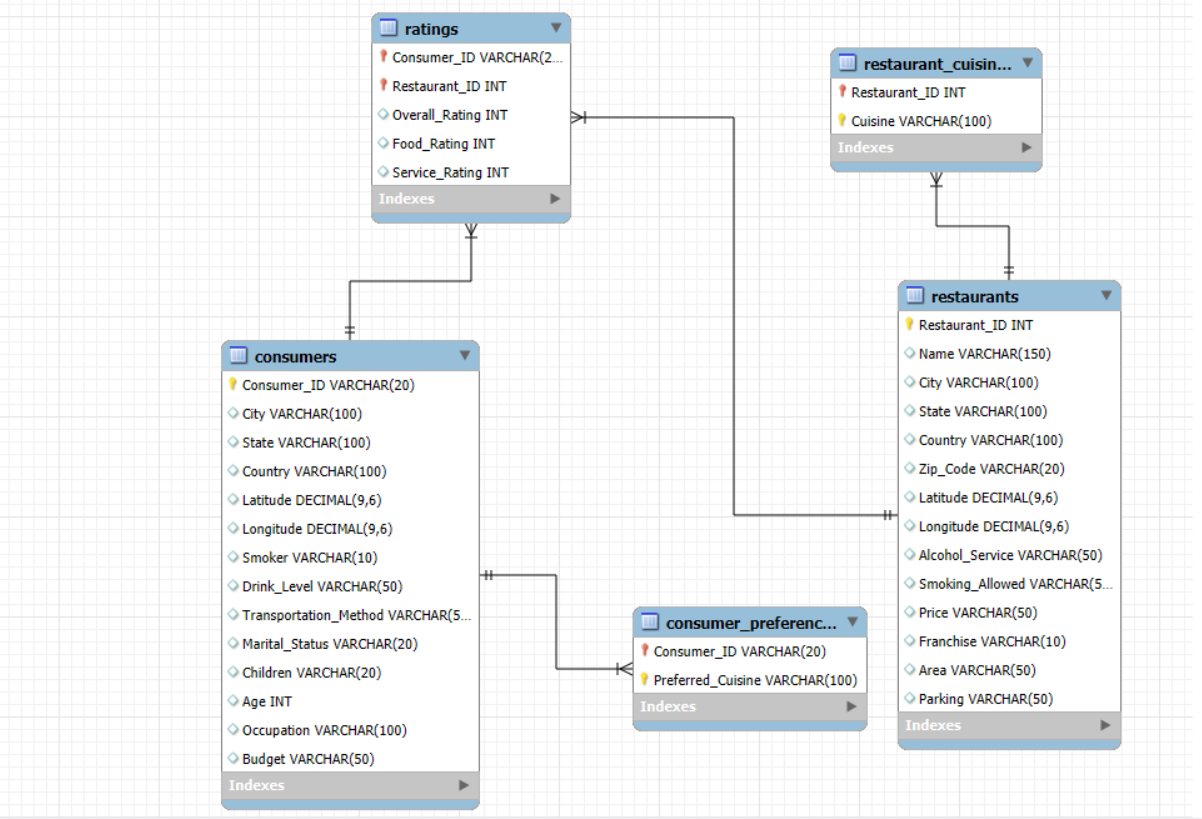 ratings
Consumer_ID VARCHAR(2...
Restaurant_ID INT
Overall_Rating INT
Food_Rating INT
Service_Rating INT
Indexes
restaurant_cuisin...
Restaurant_ID INT
Cuisine VARCHAR(100)
Indexes
consumers
Consumer_ID VARCHAR(20)
City VARCHAR(100)
State VARCHAR(100)
Country VARCHAR(100)
Latitude DECIMAL(9,6)
Longitude DECIMAL(9,6)
Smoker VARCHAR(10)
Drink_Level VARCHAR(50)
Transportation_Method VARCHAR(5...
Marital_Status VARCHAR(20)
Children VARCHAR(20)
Age INT
Occupation VARCHAR(100)
Budget VARCHAR(50)
Indexes
consumer_preferenc...
Consumer_ID VARCHAR(20)
Preferred_Cuisine VARCHAR(100)
Indexes
restaurants
Restaurant_ID INT
Name VARCHAR(150)
City VARCHAR(100)
State VARCHAR(100)
Country VARCHAR(100)
Zip_Code VARCHAR(20)
Latitude DECIMAL(9,6)
Longitude DECIMAL(9,6)
Alcohol_Service VARCHAR(50)
Smoking_Allowed VARCHAR(5...
Price VARCHAR(50)
Franchise VARCHAR(10)
Area VARCHAR(50)
Parking VARCHAR(50)
Indexes